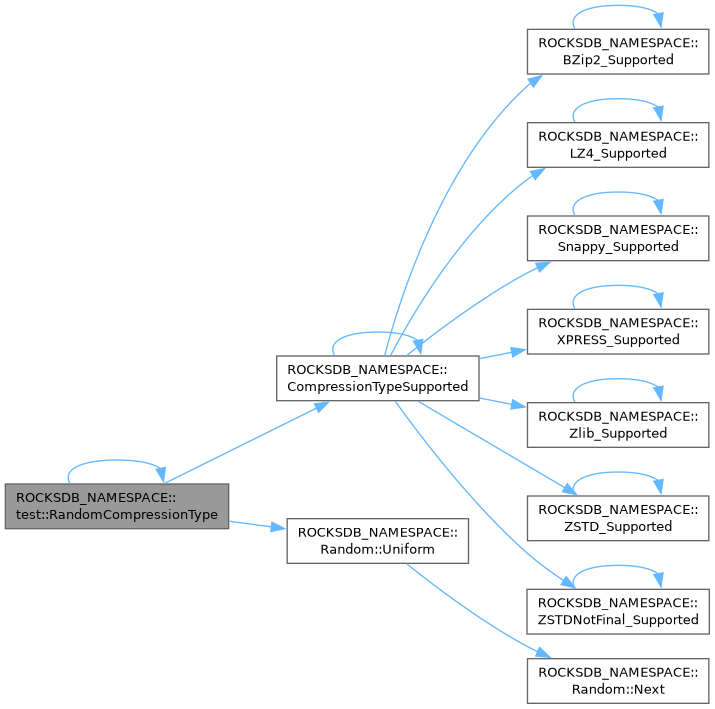 ROCKSDB_NAMESPACE::
BZip2_Supported
ROCKSDB_NAMESPACE::
LZ4_Supported
ROCKSDB_NAMESPACE::
Snappy_Supported
ROCKSDB_NAMESPACE::
XPRESS_Supported
ROCKSDB_NAMESPACE::
CompressionTypeSupported
ROCKSDB_NAMESPACE::
Zlib_Supported
ROCKSDB_NAMESPACE::
test::RandomCompressionType
ROCKSDB_NAMESPACE::
ZSTD_Supported
ROCKSDB_NAMESPACE::
Random::Uniform
ROCKSDB_NAMESPACE::
ZSTDNotFinal_Supported
ROCKSDB_NAMESPACE::
Random::Next